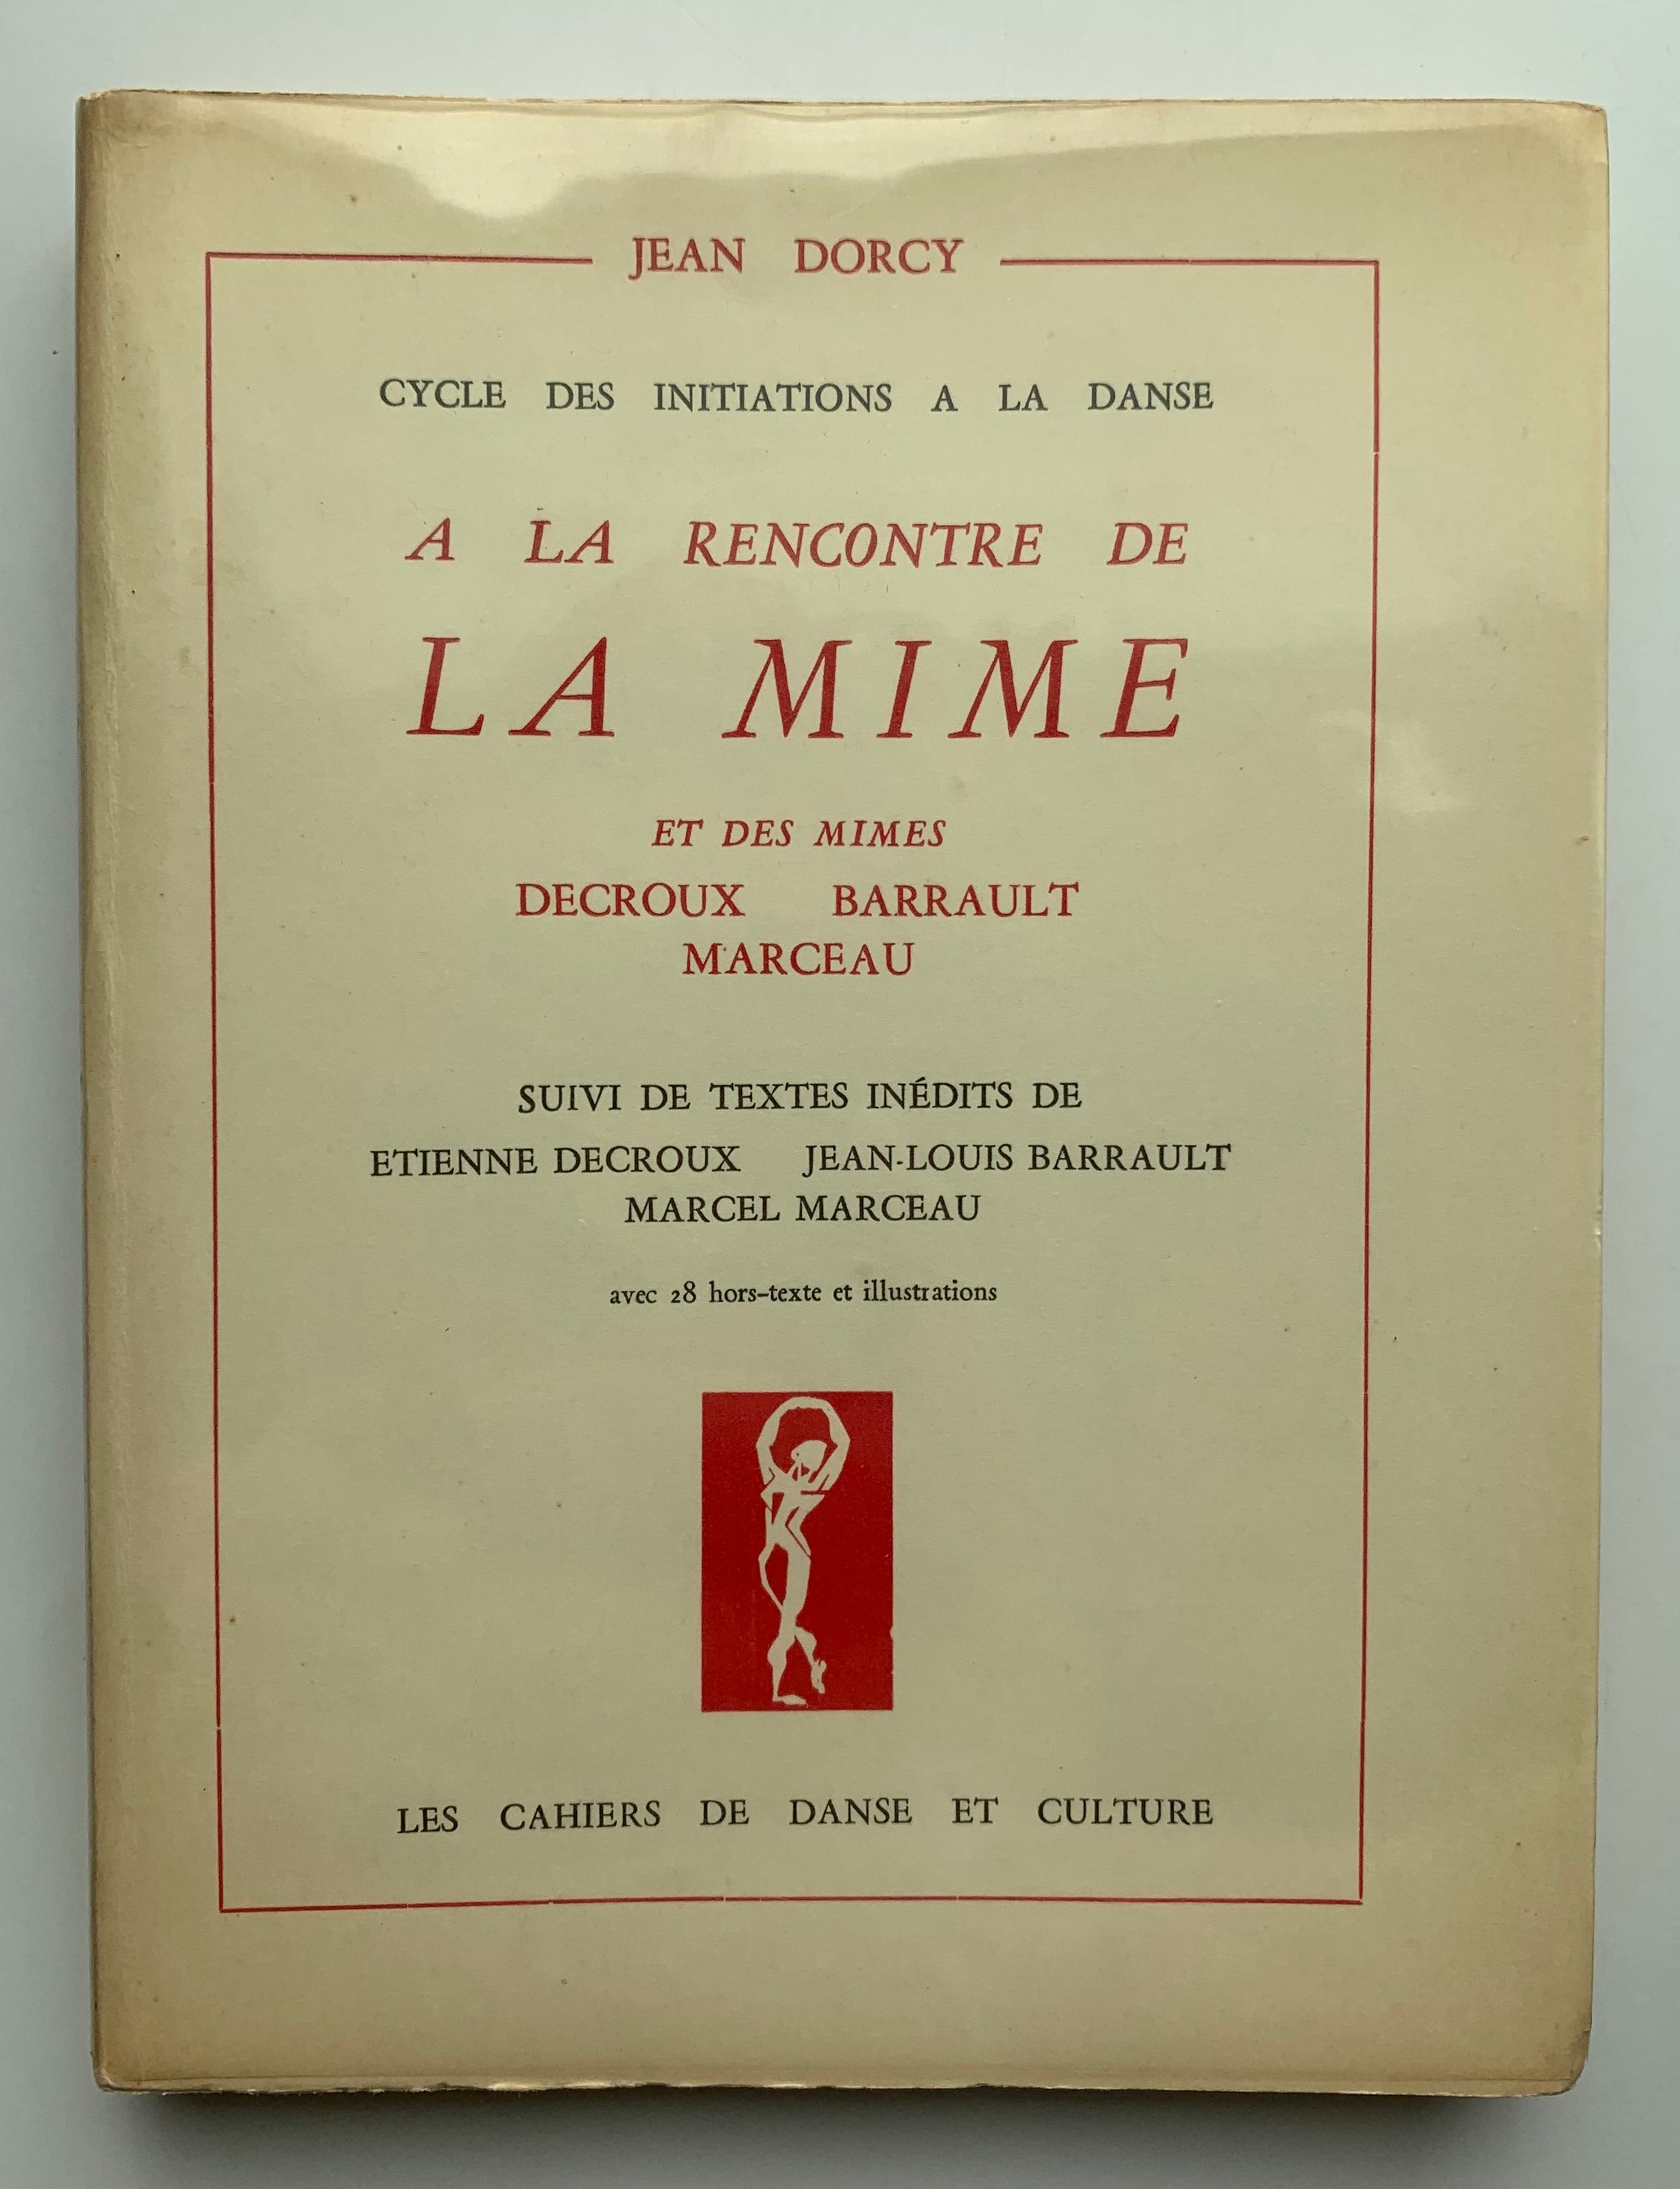 JEAN DORCY
CYCLE DES INITIATIONS A LA DANSE
A LA RENCONTRE DE
LA MIME
ET DES MIMES
DECROUX BARRAULT
MARCEAU
SUIVI DE TEXTES INÉDITS DE
ETIENNE DECROUX JEAN-LOUIS BARRAULT
MARCEL MARCEAU
avec 28 hors-texte et illustrations
LES CAHIERS DE DANSE ET CULTURE